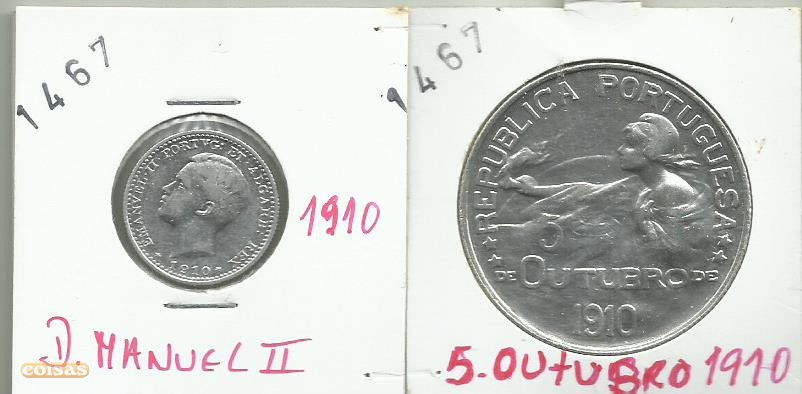 1467
EMANVEL·II·PORTVG: ET·ALGARB: REX
1910
1910
D. MANUEL II
coisas
1467
REPUBLICA PORTUGUESA
5 DE OUTUBRO DE
1910
5. OUTUBRO 1910